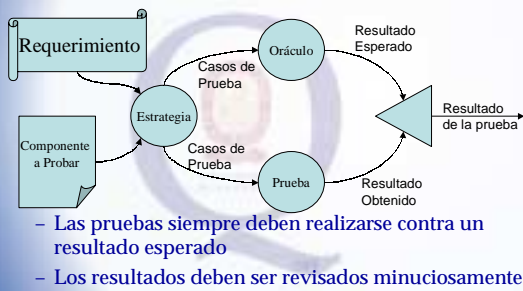 Requerimiento
Componente
a Probar
Estrategia
Casos de
Prueba
Casos de
Prueba
Oráculo
Prueba
Resultado
Esperado
Resultado
Obtenido
Resultado
de la prueba
– Las pruebas siempre deben realizarse contra un
resultado esperado
– Los resultados deben ser revisados minuciosamente